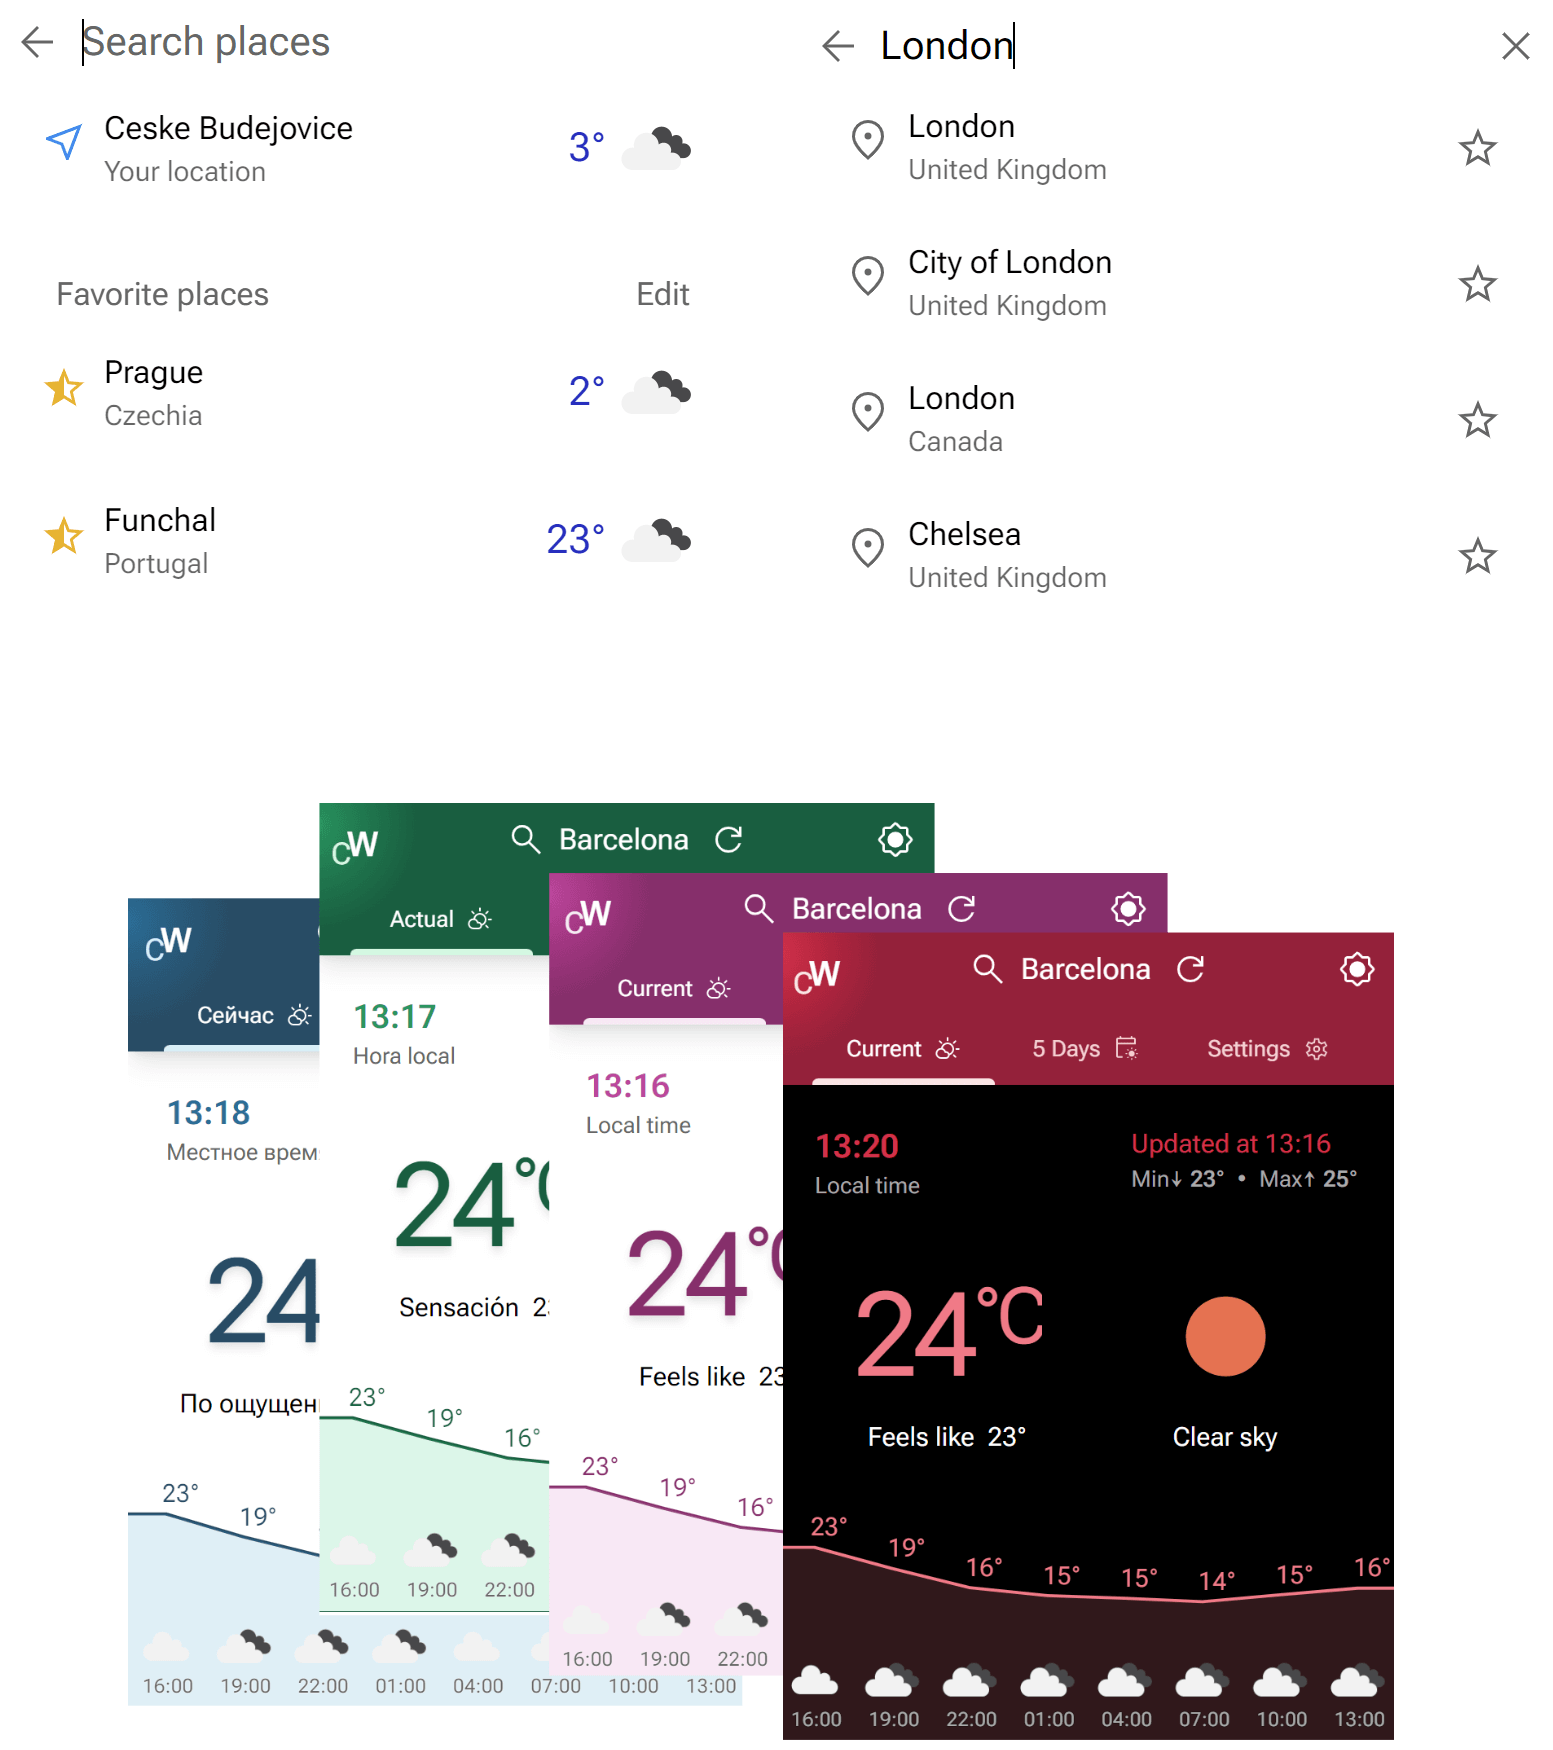 Search places
Ceske Budejovice
Your location
3°
Favorite places
Edit
Prague
Czechia
2°
Funchal
Portugal
23°
London
London
United Kingdom
City of London
United Kingdom
London
Canada
Chelsea
United Kingdom
cW
Сейчас
13:18
24
23°
19°
16:00 19:00 22:00 01:00 04:00 07:00 10:00 13:00
cW
Barcelona
Actual
13:17
Hora local
24°
Sensación
23°
19°
16°
16:00 19:00 22:00
cW
Barcelona
Current
13:16
Local time
24°
Feels like 23
23°
19°
16°
16:00 19:00 22:00
cW
Barcelona
Current
5 Days
Settings
13:20
Local time
Updated at 13:16
Min↓ 23° • Max↑ 25°
24°C
Feels like 23°
Clear sky
23° 19° 16° 15° 15° 14° 15° 16°
16:00 19:00 22:00 01:00 04:00 07:00 10:00 13:00